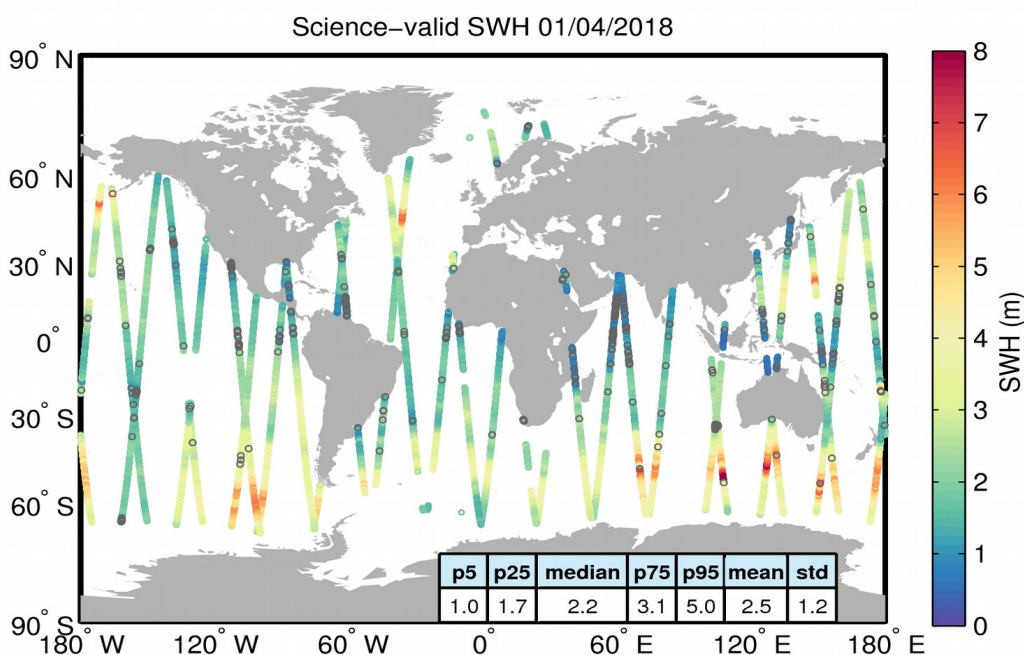 Science–valid SWH 01/04/2018
90° N
60° N
30° N
0°
30° S
60° S
90° S
180° W
120° W
60° W
0°
60° E
120° E
180° E
p5 p25 median p75 p95 mean std
1.0 1.7 2.2 3.1 5.0 2.5 1.2
8
7
6
5
4
3
2
1
0
SWH (m)